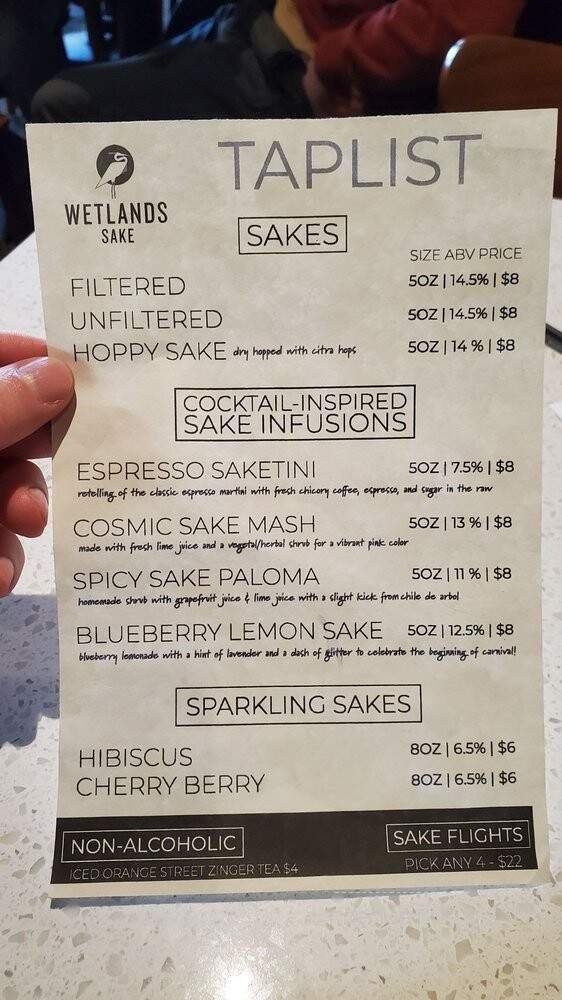 TAPLIST
WETLANDS
SAKE
SAKES
SIZE ABV PRICE
FILTERED 5OZ | 14.5% | $8
UNFILTERED 5OZ | 14.5% | $8
HOPPY SAKE dry hopped with citra hops 5OZ | 14 % | $8
COCKTAIL-INSPIRED
SAKE INFUSIONS
ESPRESSO SAKETINI 5OZ | 7.5% | $8
retelling of the classic espresso martini with fresh chicory coffee, espresso, and sugar in the raw
COSMIC SAKE MASH 5OZ | 13 % | $8
made with fresh lime juice and a vegetal/herbal shrub for a vibrant pink color
SPICY SAKE PALOMA 5OZ | 11 % | $8
homemade shrub with grapefruit juice & lime juice with a slight kick from chile de arbol
BLUEBERRY LEMON SAKE 5OZ | 12.5% | $8
blueberry lemonade with a hint of lavender and a dash of glitter to celebrate the beginning of carnival!
SPARKLING SAKES
HIBISCUS 8OZ | 6.5% | $6
CHERRY BERRY 8OZ | 6.5% | $6
NON-ALCOHOLIC
ICED ORANGE STREET ZINGER TEA $4
SAKE FLIGHTS
PICK ANY 4 - $22